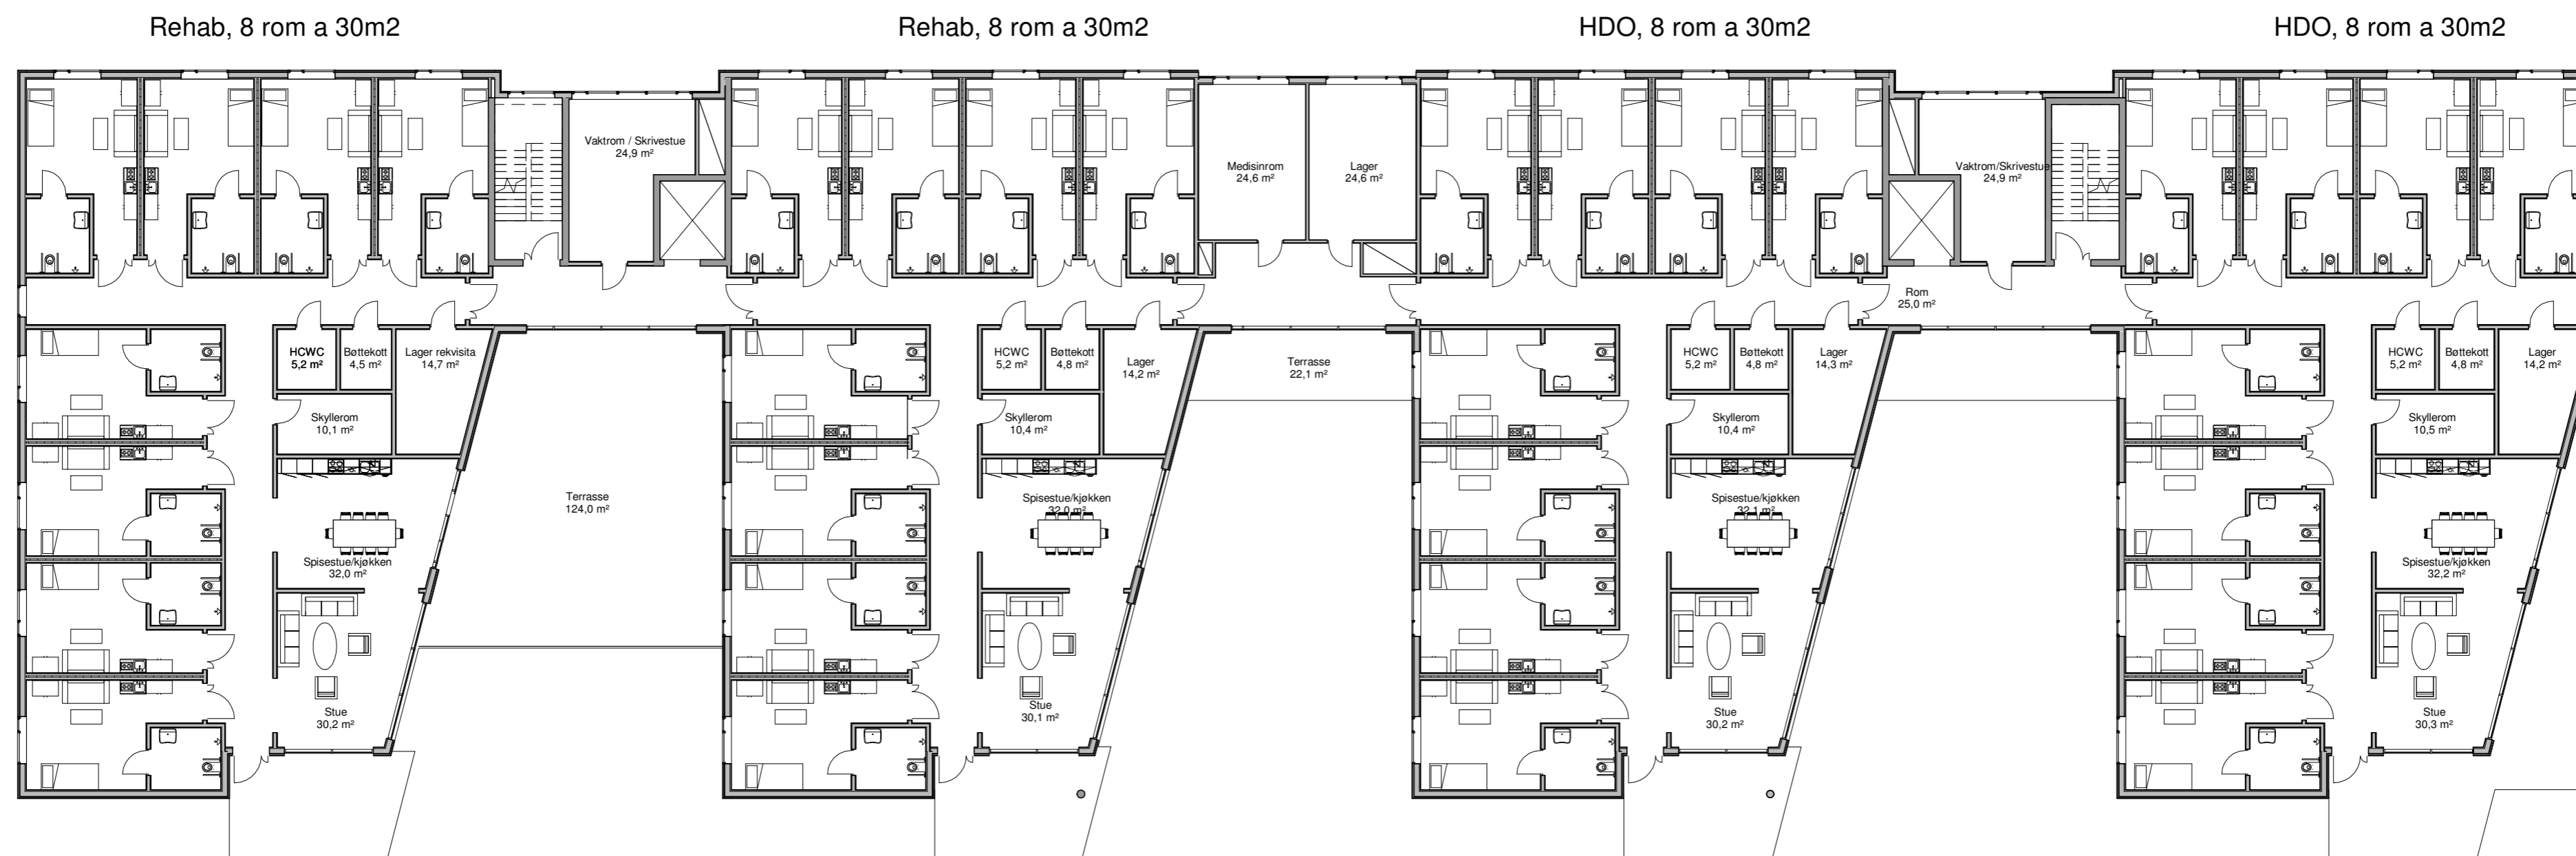 Rehab, 8 rom a 30m2
Rehab, 8 rom a 30m2
HDO, 8 rom a 30m2
HDO, 8 rom a 30m2
Vaktrom / Skrivestue
24,9 m²
Medisinrom
24,6 m²
Lager
24,6 m²
Vaktrom/Skrivestue
24,9 m²
Rom
25,0 m²
HCWC
5,2 m²
Bøttekott
4,5 m²
Lager rekvisita
14,7 m²
Skyllerom
10,1 m²
Terrasse
124,0 m²
Spisestue/kjøkken
32,0 m²
Stue
30,2 m²
HCWC
5,2 m²
Bøttekott
4,8 m²
Lager
14,2 m²
Skyllerom
10,4 m²
Terrasse
22,1 m²
Spisestue/kjøkken
32,0 m²
Stue
30,1 m²
HCWC
5,2 m²
Bøttekott
4,8 m²
Lager
14,3 m²
Skyllerom
10,4 m²
Spisestue/kjøkken
32,1 m²
Stue
30,2 m²
HCWC
5,2 m²
Bøttekott
4,8 m²
Lager
14,2 m²
Skyllerom
10,5 m²
Spisestue/kjøkken
32,2 m²
Stue
30,3 m²